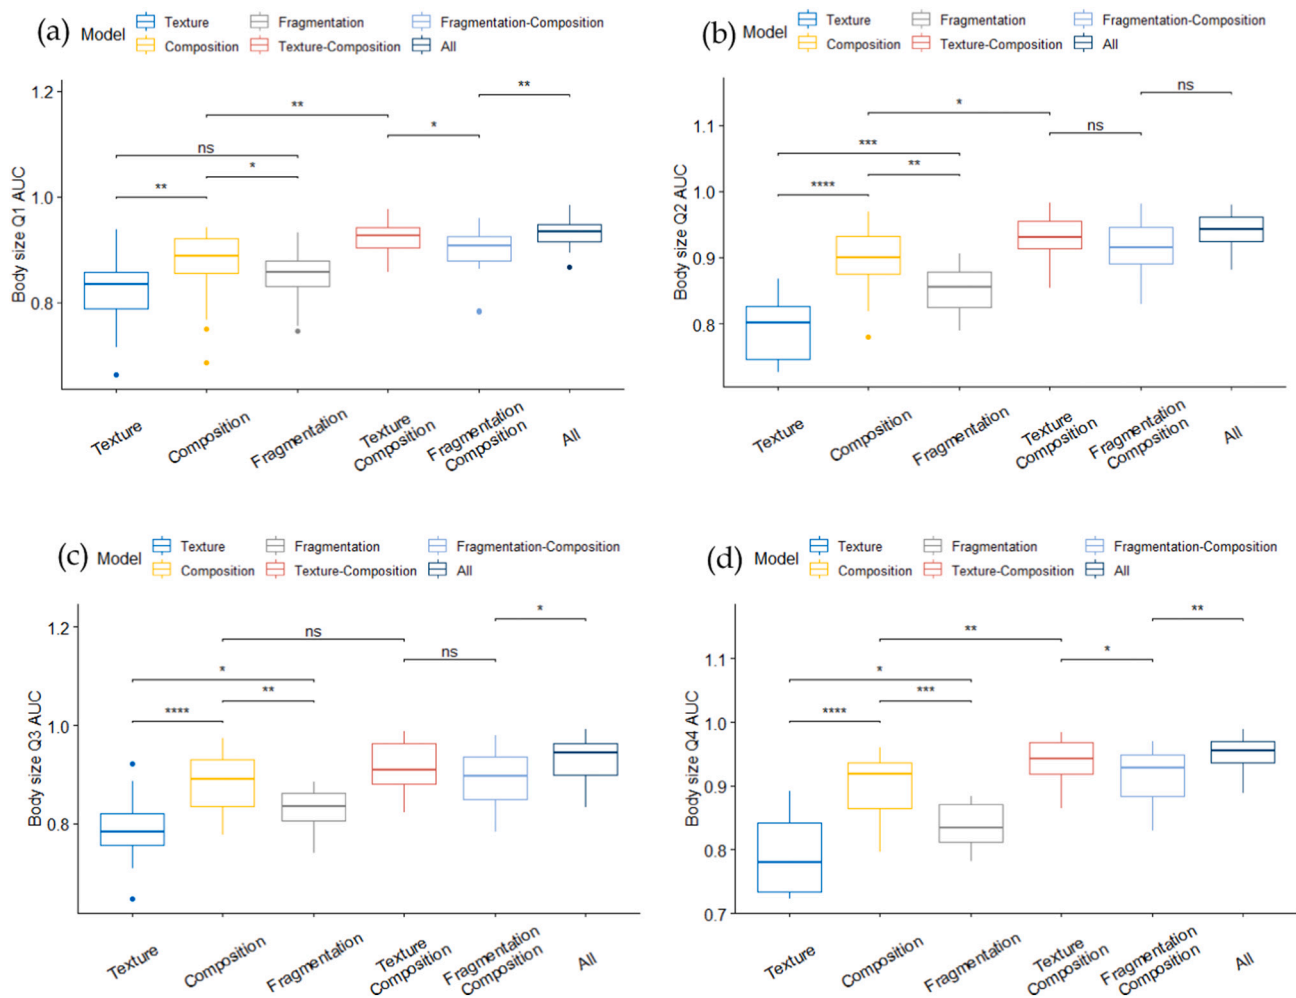 (a) Model Texture Fragmentation Fragmentation-Composition
Composition Texture-Composition All
1.2
1.0
0.8
Body size Q1 AUC
** ns * ** * **
Texture
Composition
Fragmentation
Texture
Composition
Fragmentation
Composition
All
(b) Model Texture Fragmentation Fragmentation-Composition
Composition Texture-Composition All
1.1
1.0
0.9
0.8
Body size Q2 AUC
**** *** ** * ns ns
Texture
Composition
Fragmentation
Texture
Composition
Fragmentation
Composition
All
(c) Model Texture Fragmentation Fragmentation-Composition
Composition Texture-Composition All
1.2
1.0
0.8
Body size Q3 AUC
**** * ** ns ns *
Texture
Composition
Fragmentation
Texture
Composition
Fragmentation
Composition
All
(d) Model Texture Fragmentation Fragmentation-Composition
Composition Texture-Composition All
1.1
1.0
0.9
0.8
0.7
Body size Q4 AUC
**** * *** ** * **
Texture
Composition
Fragmentation
Texture
Composition
Fragmentation
Composition
All